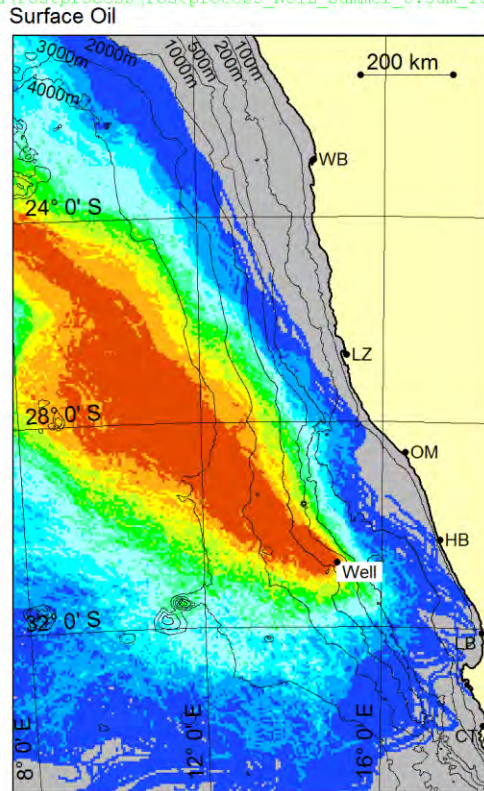 Surface Oil
3000m
2000m
1000m
500m
200m
100m
4000m
200 km
WB
24° 0' S
LZ
28° 0' S
OM
HB
Well
32° 0' S
LB
CT
8° 0' E
12° 0' E
16° 0' E